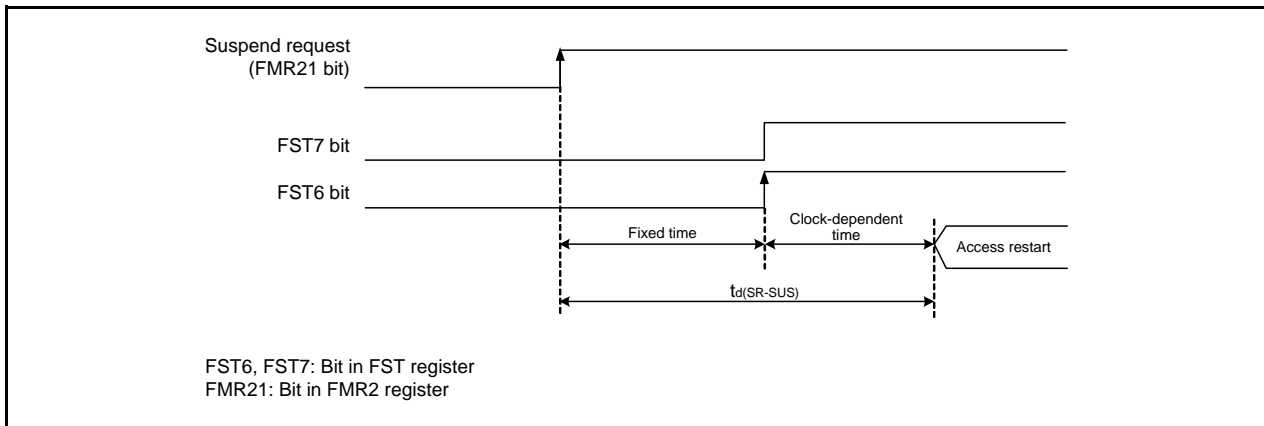 Suspend request
(FMR21 bit)
FST7 bit
FST6 bit
Fixed time
Clock-dependent
time
Access restart
td(SR-SUS)
FST6, FST7: Bit in FST register
FMR21: Bit in FMR2 register